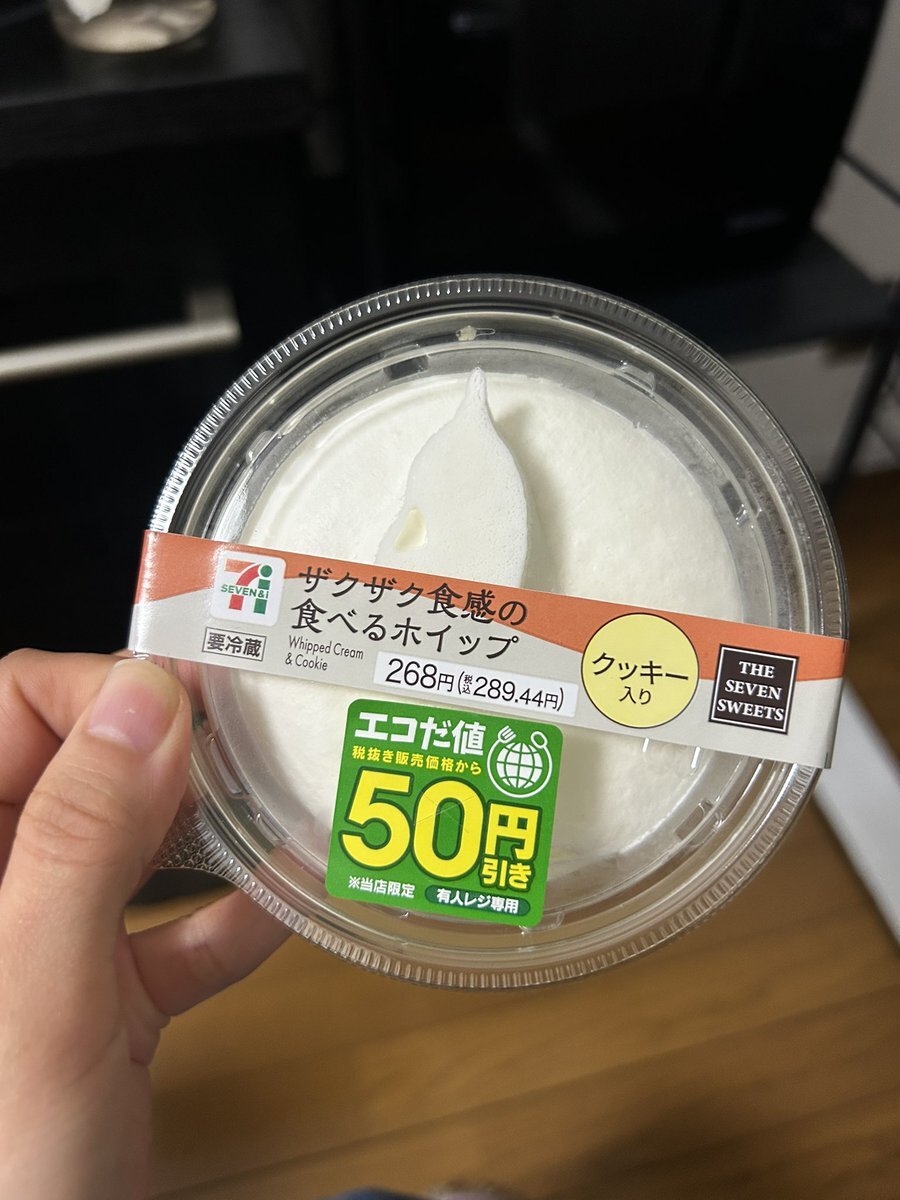 SEVEN&i
ザクザク食感の
食べるホイップ
要冷蔵
Whipped Cream
& Cookie
268円(税込289.44円)
クッキー
入り
THE
SEVEN
SWEETS
エコだ値
税抜き販売価格から
50円
引き
※当店限定
有人レジ専用